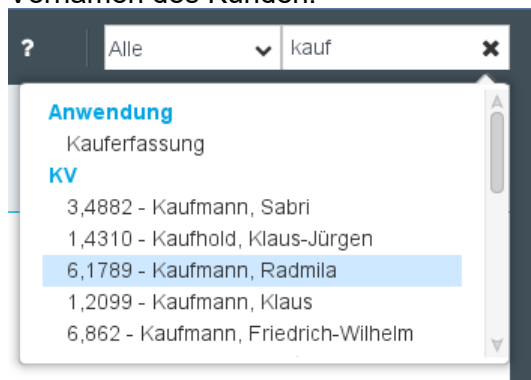 Vornamen des Kunden.
? Alle kauf
Anwendung
Kauferfassung
KV
3,4882 - Kaufmann, Sabri
1,4310 - Kaufhold, Klaus-Jürgen
6,1789 - Kaufmann, Radmila
1,2099 - Kaufmann, Klaus
6,862 - Kaufmann, Friedrich-Wilhelm